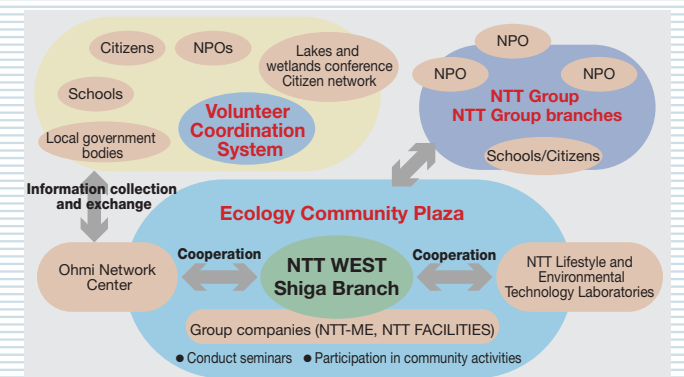 Citizens
NPOs
Lakes and
wetlands conference
Citizen network
Schools
Volunteer
Coordination
System
Local government
bodies
NPO
NPO
NPO
NTT Group
NTT Group branches
Schools/Citizens
Information collection
and exchange
Ecology Community Plaza
Ohmi Network
Center
Cooperation
NTT WEST
Shiga Branch
Cooperation
NTT Lifestyle and
Environmental
Technology Laboratories
Group companies (NTT-ME, NTT FACILITIES)
● Conduct seminars ● Participation in community activities